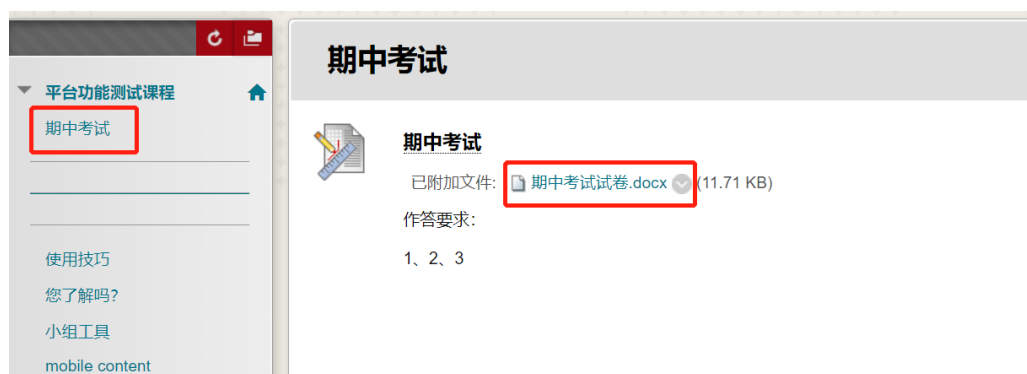 平台功能测试课程
期中考试
使用技巧
您了解吗?
小组工具
mobile content
期中考试
期中考试
已附加文件: 期中考试试卷.docx (11.71 KB)
作答要求:
1、2、3